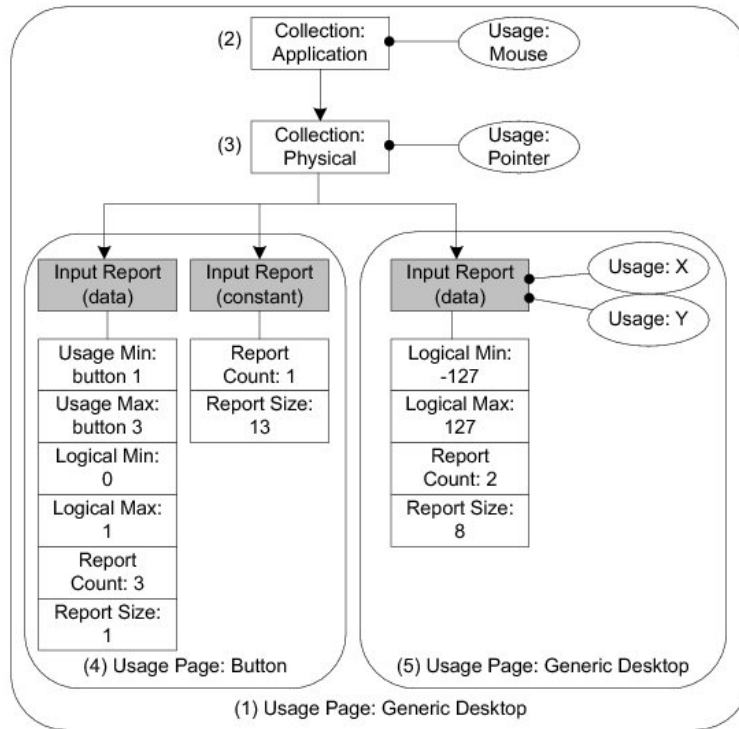 (2)
Collection:
Application
Usage:
Mouse
(3)
Collection:
Physical
Usage:
Pointer
Input Report
(data)
Usage Min:
button 1
Usage Max:
button 3
Logical Min:
0
Logical Max:
1
Report
Count: 3
Report Size:
1
Input Report
(constant)
Report
Count: 1
Report Size:
13
(4) Usage Page: Button
Input Report
(data)
Usage: X
Usage: Y
Logical Min:
-127
Logical Max:
127
Report
Count: 2
Report Size:
8
(5) Usage Page: Generic Desktop
(1) Usage Page: Generic Desktop